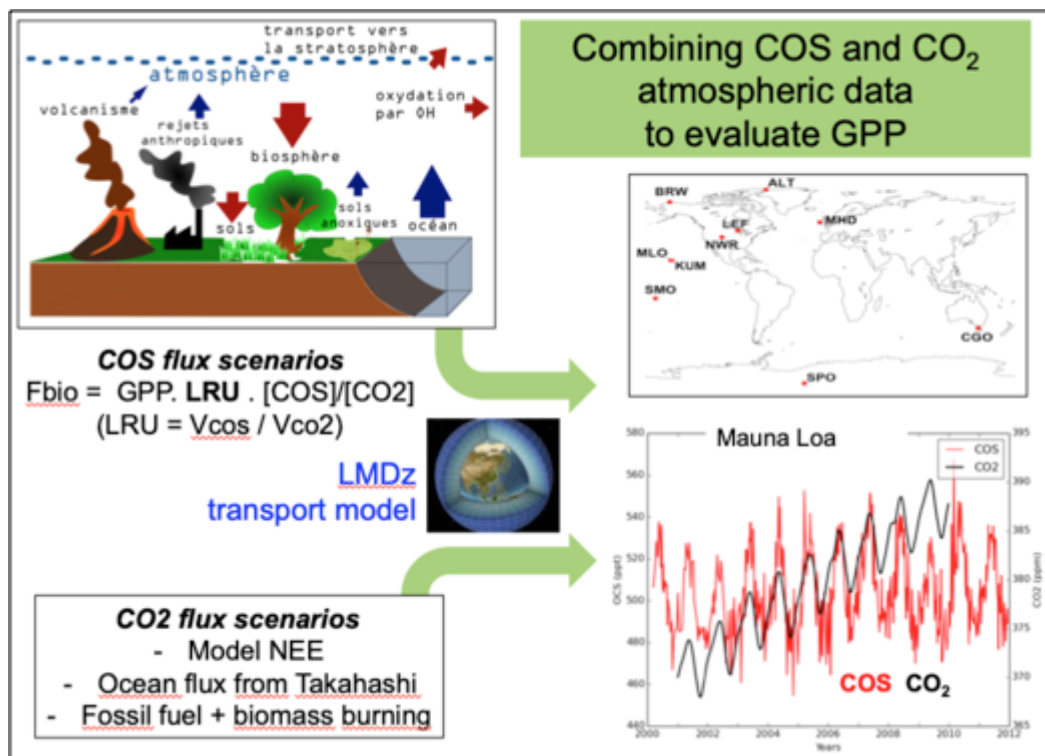 transport vers
la stratosphère
atmosphère
volcanisme
rejets
anthropiques
oxydation
par OH
biosphère
sols
sols
anoxiques
océan
Combining COS and CO₂
atmospheric data
to evaluate GPP
BRW
ALT
LEF
MHD
NWR
MLO
KUM
SMO
CGO
SPO
COS flux scenarios
Fbio = GPP. LRU . [COS]/[CO2]
(LRU = Vcos / Vco2)
LMDz
transport model
CO2 flux scenarios
- Model NEE
- Ocean flux from Takahashi
- Fossil fuel + biomass burning
Mauna Loa
COS
CO2
580
560
540
520
500
480
460
440
OCS (ppt)
395
390
385
380
375
370
365
CO2 (ppm)
COS CO₂
2000 2002 2004 2006 2008 2010 2012
Years